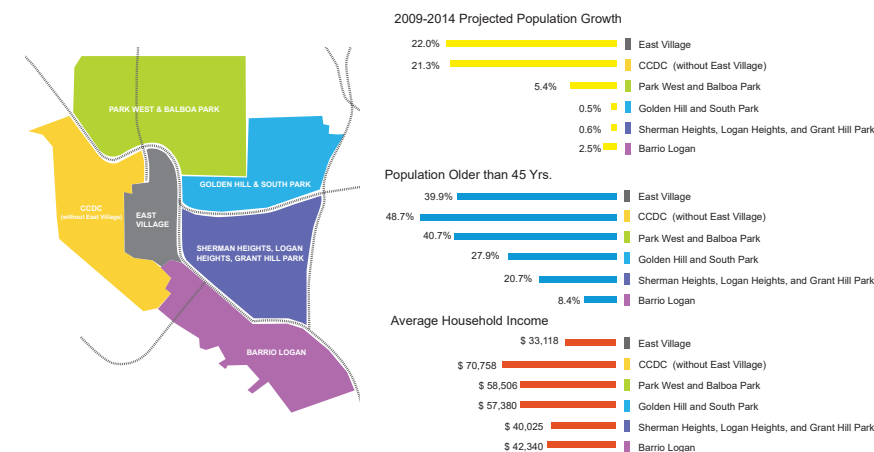 PARK WEST & BALBOA PARK
GOLDEN HILL & SOUTH PARK
CCDC
(without East Village)
EAST
VILLAGE
SHERMAN HEIGHTS, LOGAN
HEIGHTS, GRANT HILL PARK
BARRIO LOGAN
2009-2014 Projected Population Growth
22.0% East Village
21.3% CCDC (without East Village)
5.4% Park West and Balboa Park
0.5% Golden Hill and South Park
0.6% Sherman Heights, Logan Heights, and Grant Hill Park
2.5% Barrio Logan
Population Older than 45 Yrs.
39.9% East Village
48.7% CCDC (without East Village)
40.7% Park West and Balboa Park
27.9% Golden Hill and South Park
20.7% Sherman Heights, Logan Heights, and Grant Hill Park
8.4% Barrio Logan
Average Household Income
$ 33,118 East Village
$ 70,758 CCDC (without East Village)
$ 58,506 Park West and Balboa Park
$ 57,380 Golden Hill and South Park
$ 40,025 Sherman Heights, Logan Heights, and Grant Hill Park
$ 42,340 Barrio Logan